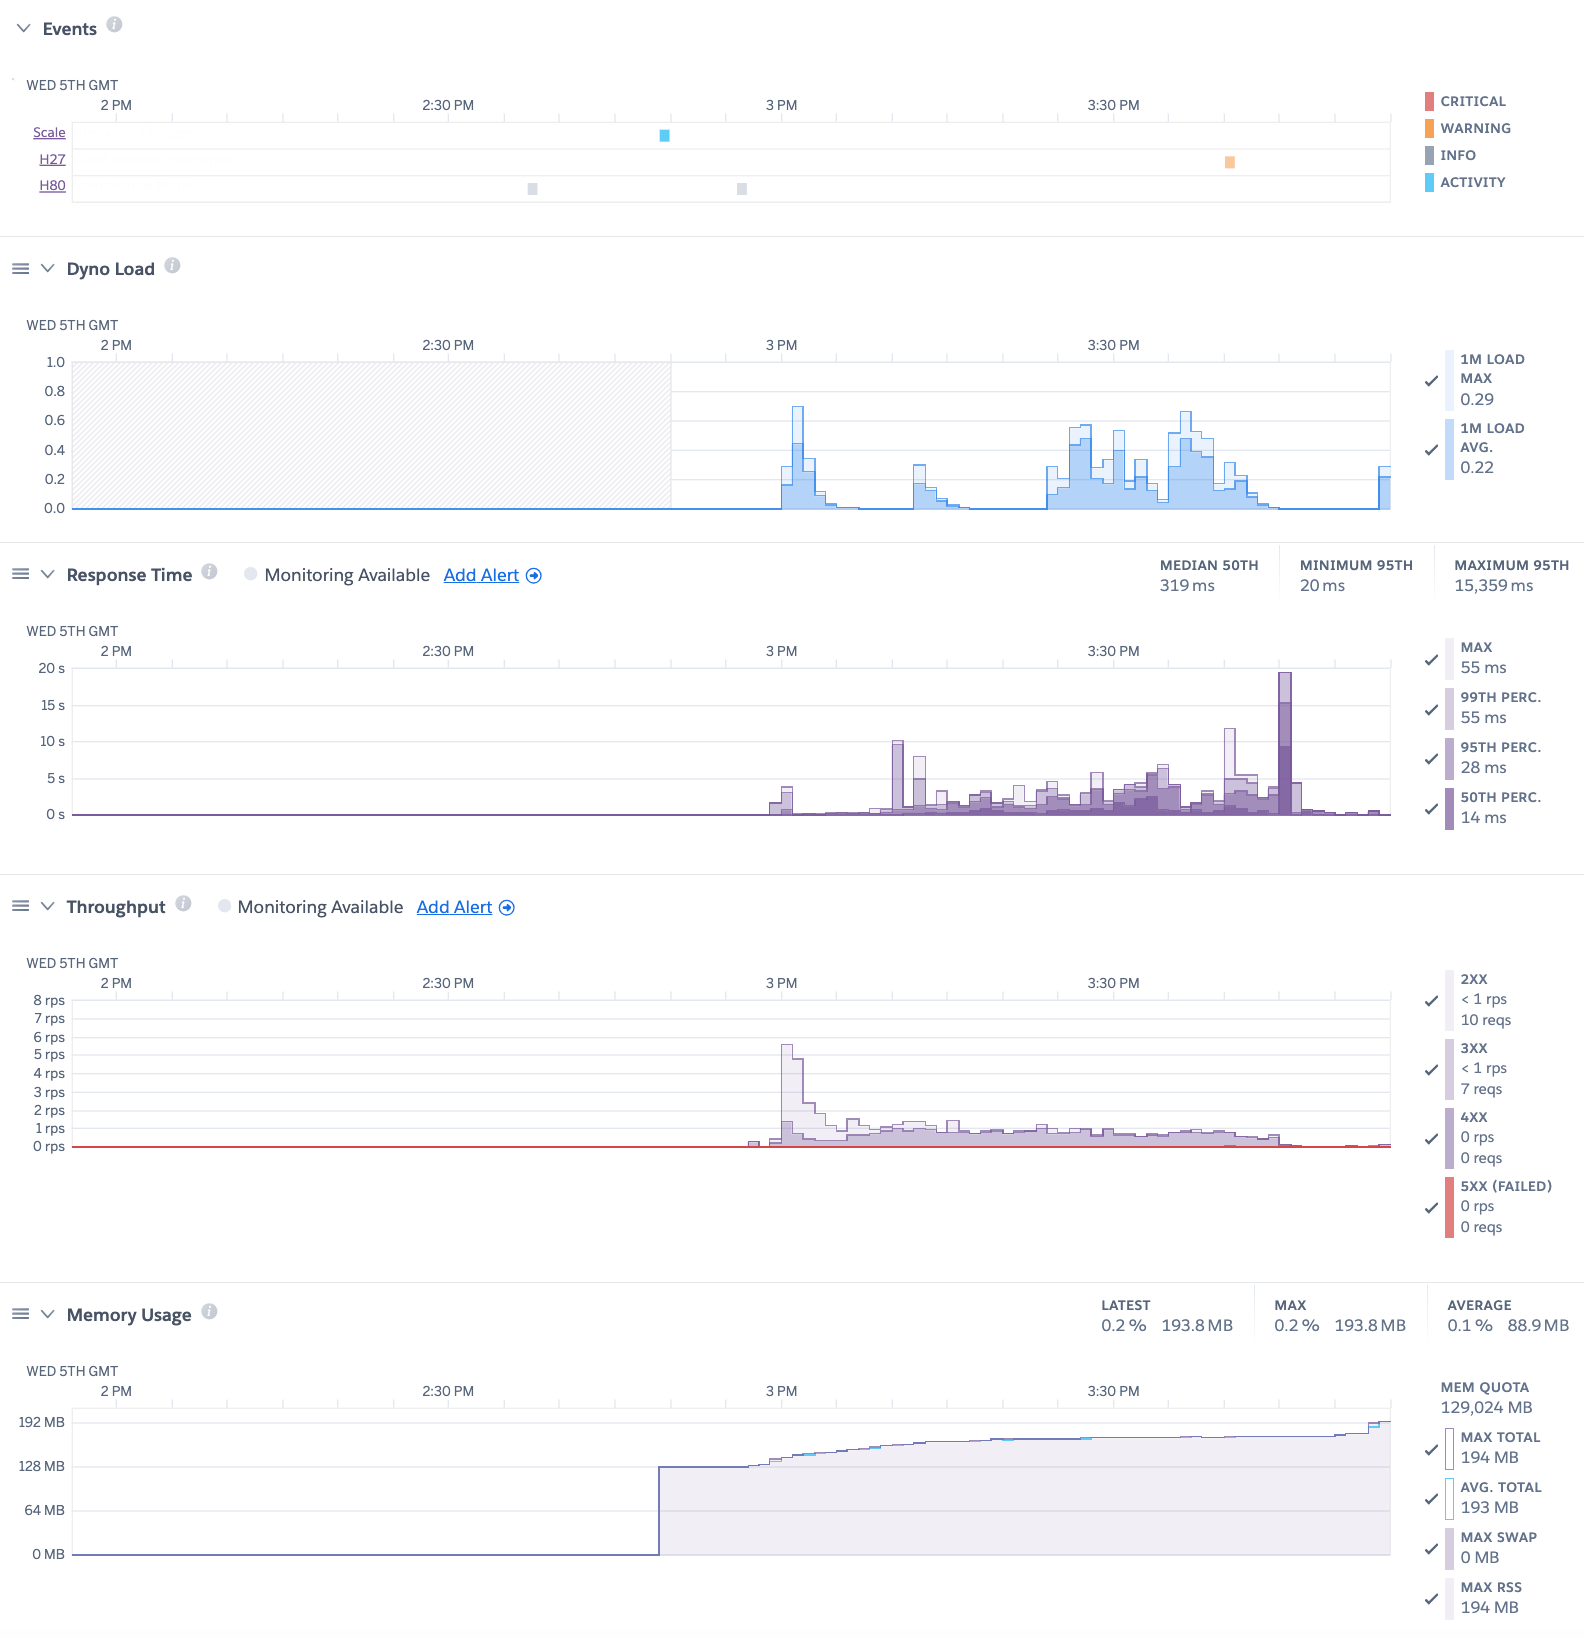 Events
WED 5TH GMT
2 PM 2:30 PM 3 PM 3:30 PM
Scale
H27
H80
CRITICAL
WARNING
INFO
ACTIVITY
Dyno Load
WED 5TH GMT
2 PM 2:30 PM 3 PM 3:30 PM
1.0
0.8
0.6
0.4
0.2
0.0
1M LOAD
MAX
0.29
1M LOAD
AVG.
0.22
Response Time Monitoring Available Add Alert
MEDIAN 50TH MINIMUM 95TH MAXIMUM 95TH
319 ms 20 ms 15,359 ms
WED 5TH GMT
2 PM 2:30 PM 3 PM 3:30 PM
20 s
15 s
10 s
5 s
0 s
MAX
55 ms
99TH PERC.
55 ms
95TH PERC.
28 ms
50TH PERC.
14 ms
Throughput Monitoring Available Add Alert
WED 5TH GMT
2 PM 2:30 PM 3 PM 3:30 PM
8 rps
7 rps
6 rps
5 rps
4 rps
3 rps
2 rps
1 rps
0 rps
2XX
< 1 rps
10 reqs
3XX
< 1 rps
7 reqs
4XX
0 rps
0 reqs
5XX (FAILED)
0 rps
0 reqs
Memory Usage
LATEST MAX AVERAGE
0.2 % 193.8 MB 0.2 % 193.8 MB 0.1 % 88.9 MB
WED 5TH GMT
2 PM 2:30 PM 3 PM 3:30 PM
192 MB
128 MB
64 MB
0 MB
MEM QUOTA
129,024 MB
MAX TOTAL
194 MB
AVG. TOTAL
193 MB
MAX SWAP
0 MB
MAX RSS
194 MB